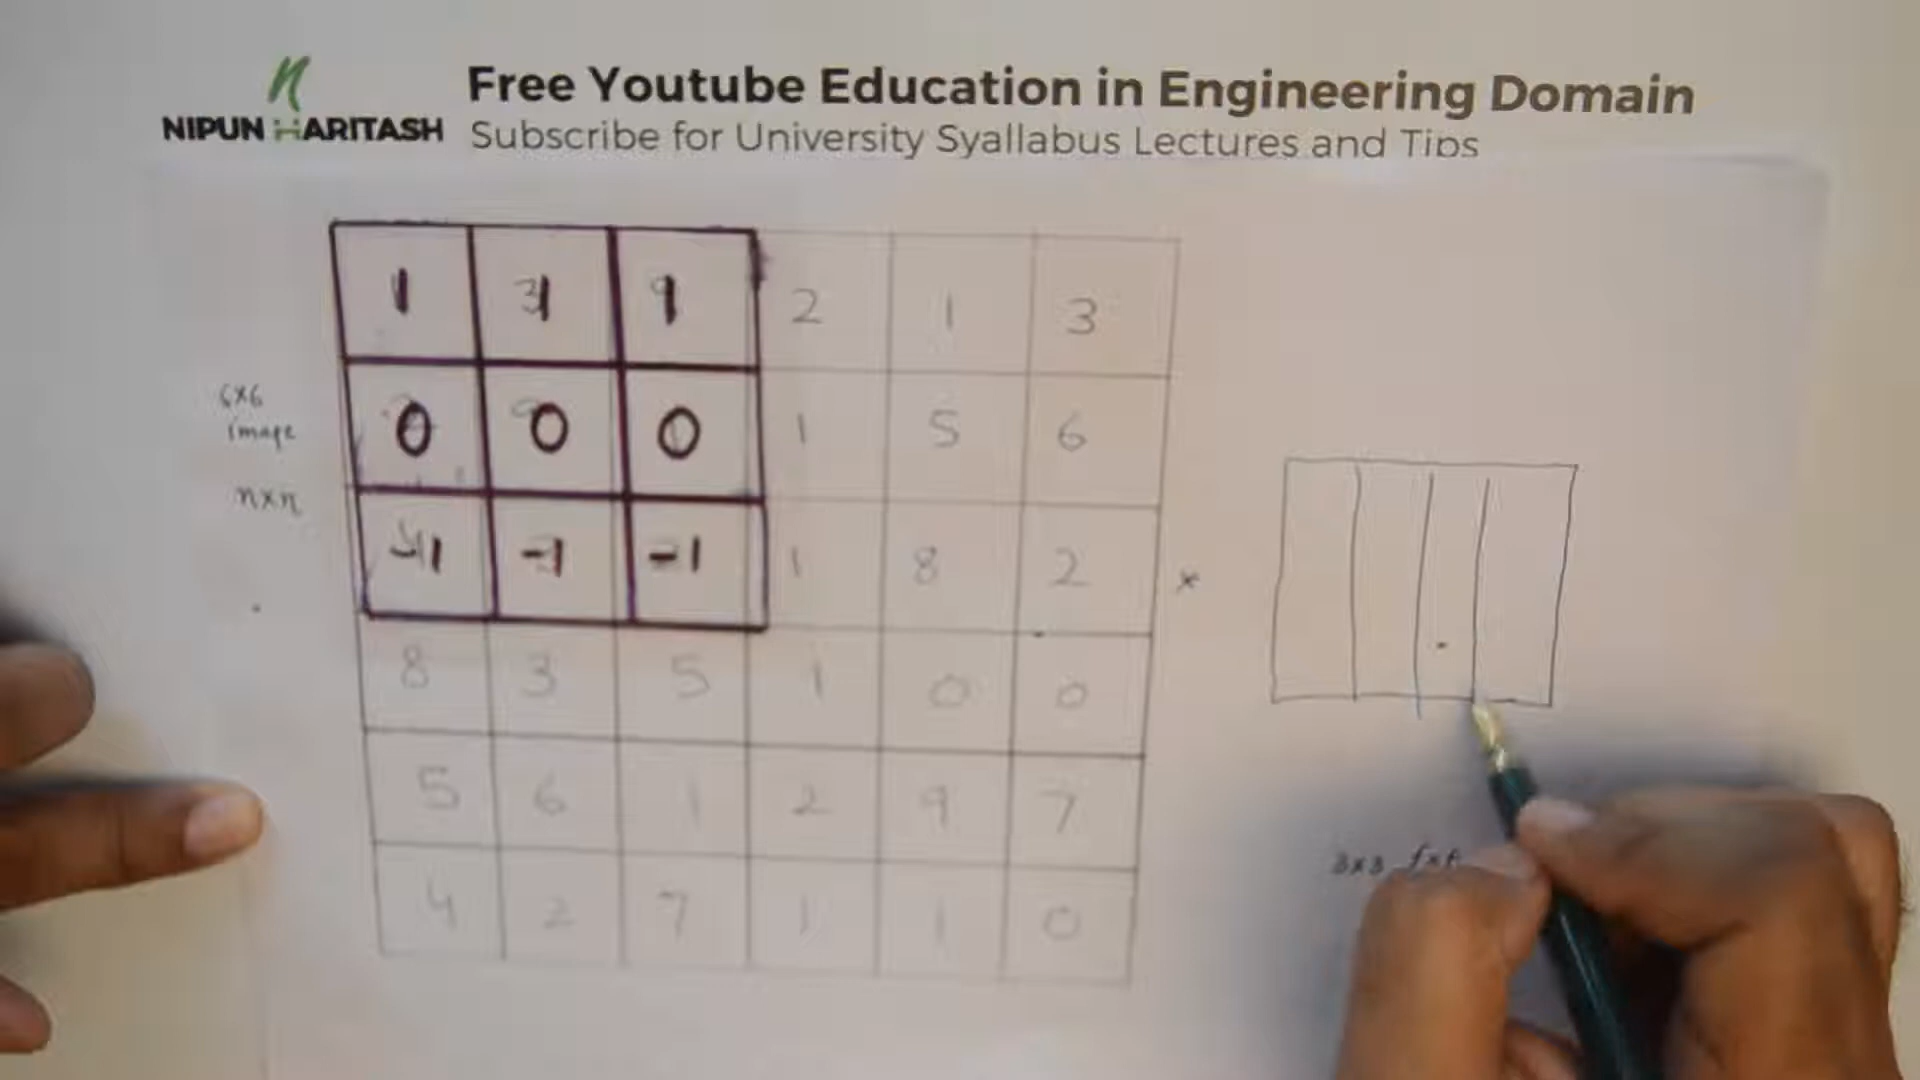 Free Youtube Education in Engineering Domain
NIPUN HARITASH
Subscribe for University Syallabus Lectures and Tips
1 1 2 1 3
0 0 0 1 5 6
-1 -1 1 8 2
8 3 5 1 0 0
5 6 1 2 9 7
4 2 7 1 1 0
6x6
image
nxn
*
3x3 fxf